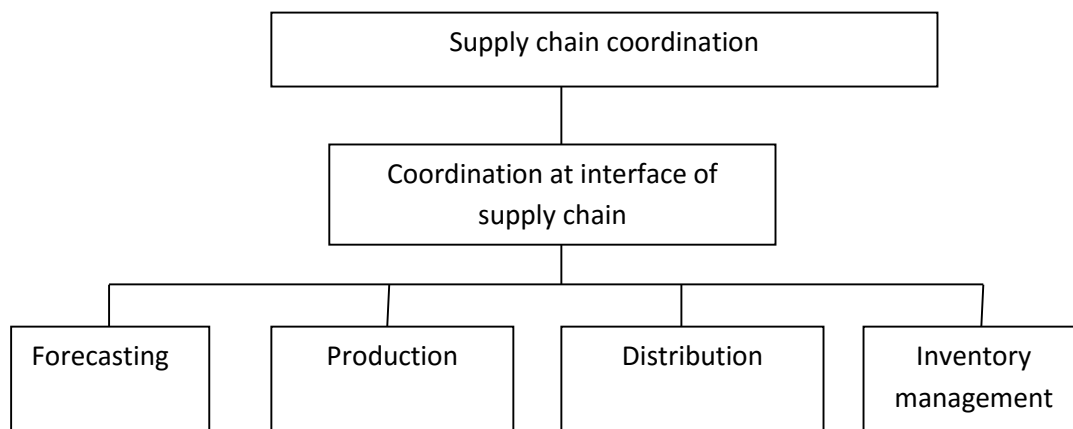 Supply chain coordination
Coordination at interface of
supply chain
Forecasting
Production
Distribution
Inventory
management